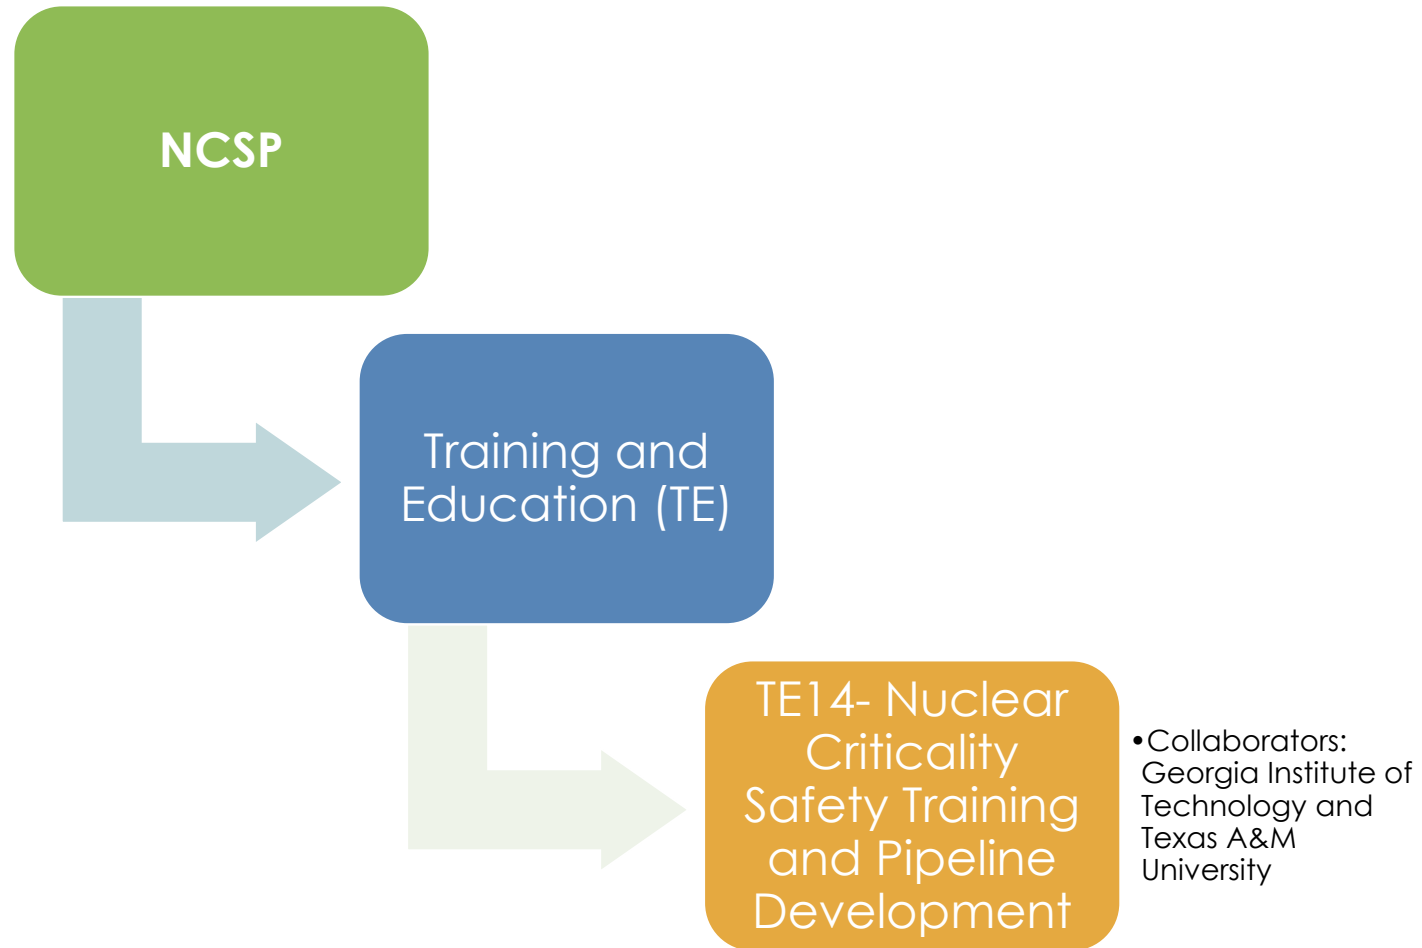 NCSP
Training and
Education (TE)
TE14- Nuclear
Criticality
Safety Training
and Pipeline
Development
•Collaborators:
Georgia Institute of
Technology and
Texas A&M
University